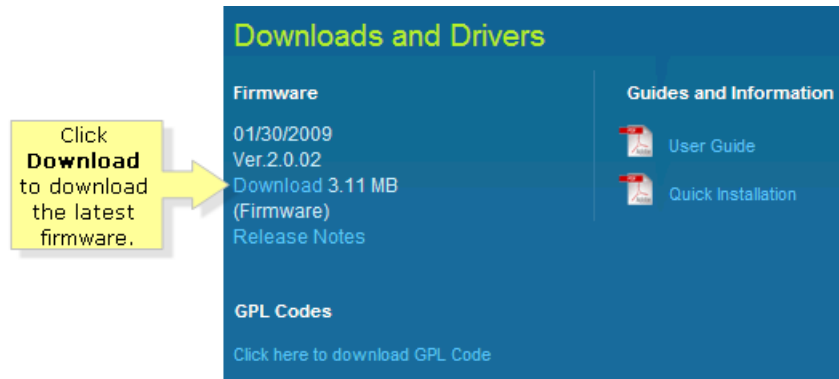 Downloads and Drivers
Firmware
01/30/2009
Ver.2.0.02
Download 3.11 MB
(Firmware)
Release Notes
GPL Codes
Click here to download GPL Code
Guides and Information
User Guide
Quick Installation
Click
Download
to download
the latest
firmware.